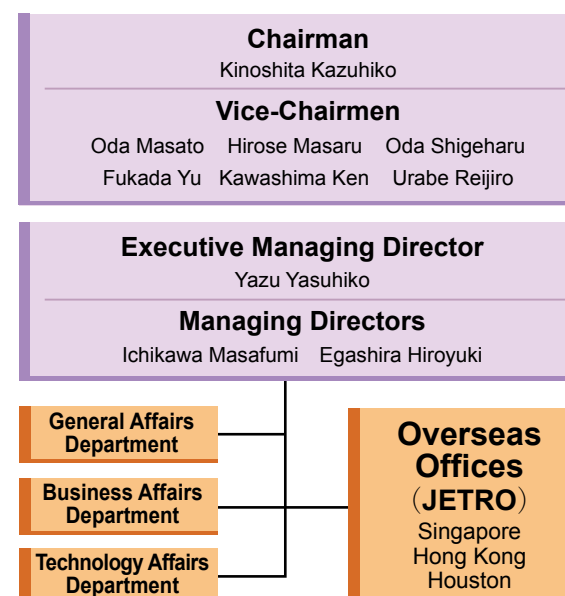 Chairman
Kinoshita Kazuhiko
Vice-Chairmen
Oda Masato Hirose Masaru Oda Shigeharu
Fukada Yu Kawashima Ken Urabe Reijiro
Executive Managing Director
Yazu Yasuhiko
Managing Directors
Ichikawa Masafumi Egashira Hiroyuki
General Affairs
Department
Business Affairs
Department
Technology Affairs
Department
Overseas
Offices
（JETRO）
Singapore
Hong Kong
Houston